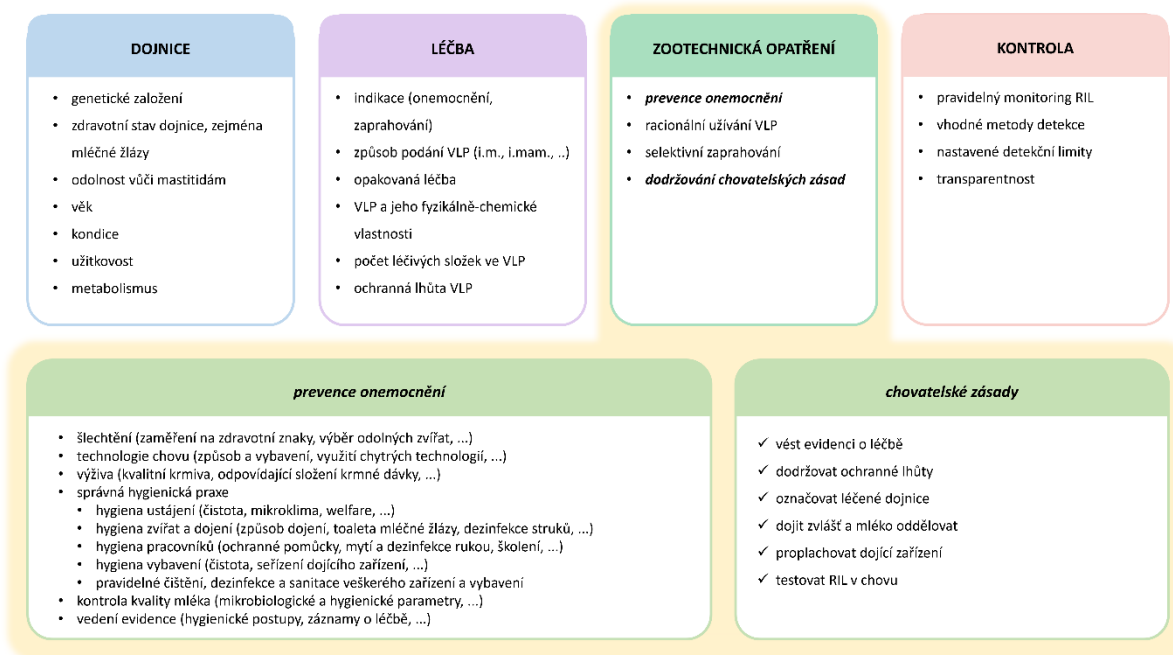 DOJNICE
• genetické založení
• zdravotní stav dojnice, zejména
mléčné žlázy
• odolnost vůči mastitidám
• věk
• kondice
• užitkovost
• metabolismus
LÉČBA
• indikace (onemocnění,
zaprahování)
• způsob podání VLP (i.m., i.mam., ..)
• opakovaná léčba
• VLP a jeho fyzikálně-chemické
vlastnosti
• počet léčivých složek ve VLP
• ochranná lhůta VLP
ZOOTECHNICKÁ OPATŘENÍ
• prevence onemocnění
• racionální užívání VLP
• selektivní zaprahování
• dodržování chovatelských zásad
KONTROLA
• pravidelný monitoring RIL
• vhodné metody detekce
• nastavené detekční limity
• transparentnost
prevence onemocnění
• šlechtění (zaměření na zdravotní znaky, výběr odolných zvířat, ...)
• technologie chovu (způsob a vybavení, využití chytrých technologií, ...)
• výživa (kvalitní krmiva, odpovídající složení krmné dávky, ...)
• správná hygienická praxe
• hygiena ustájení (čistota, mikroklima, welfare, ...)
• hygiena zvířat a dojení (způsob dojení, toaleta mléčné žlázy, dezinfekce struků, ...)
• hygiena pracovníků (ochranné pomůcky, mytí a dezinfekce rukou, školení, ...)
• hygiena vybavení (čistota, seřízení dojícího zařízení, ...)
• pravidelné čištění, dezinfekce a sanitace veškerého zařízení a vybavení
• kontrola kvality mléka (mikrobiologické a hygienické parametry, ...)
• vedení evidence (hygienické postupy, záznamy o léčbě, ...)
chovatelské zásady
✓ vést evidenci o léčbě
✓ dodržovat ochranné lhůty
✓ označovat léčené dojnice
✓ dojit zvlášť a mléko oddělovat
✓ proplachovat dojící zařízení
✓ testovat RIL v chovu